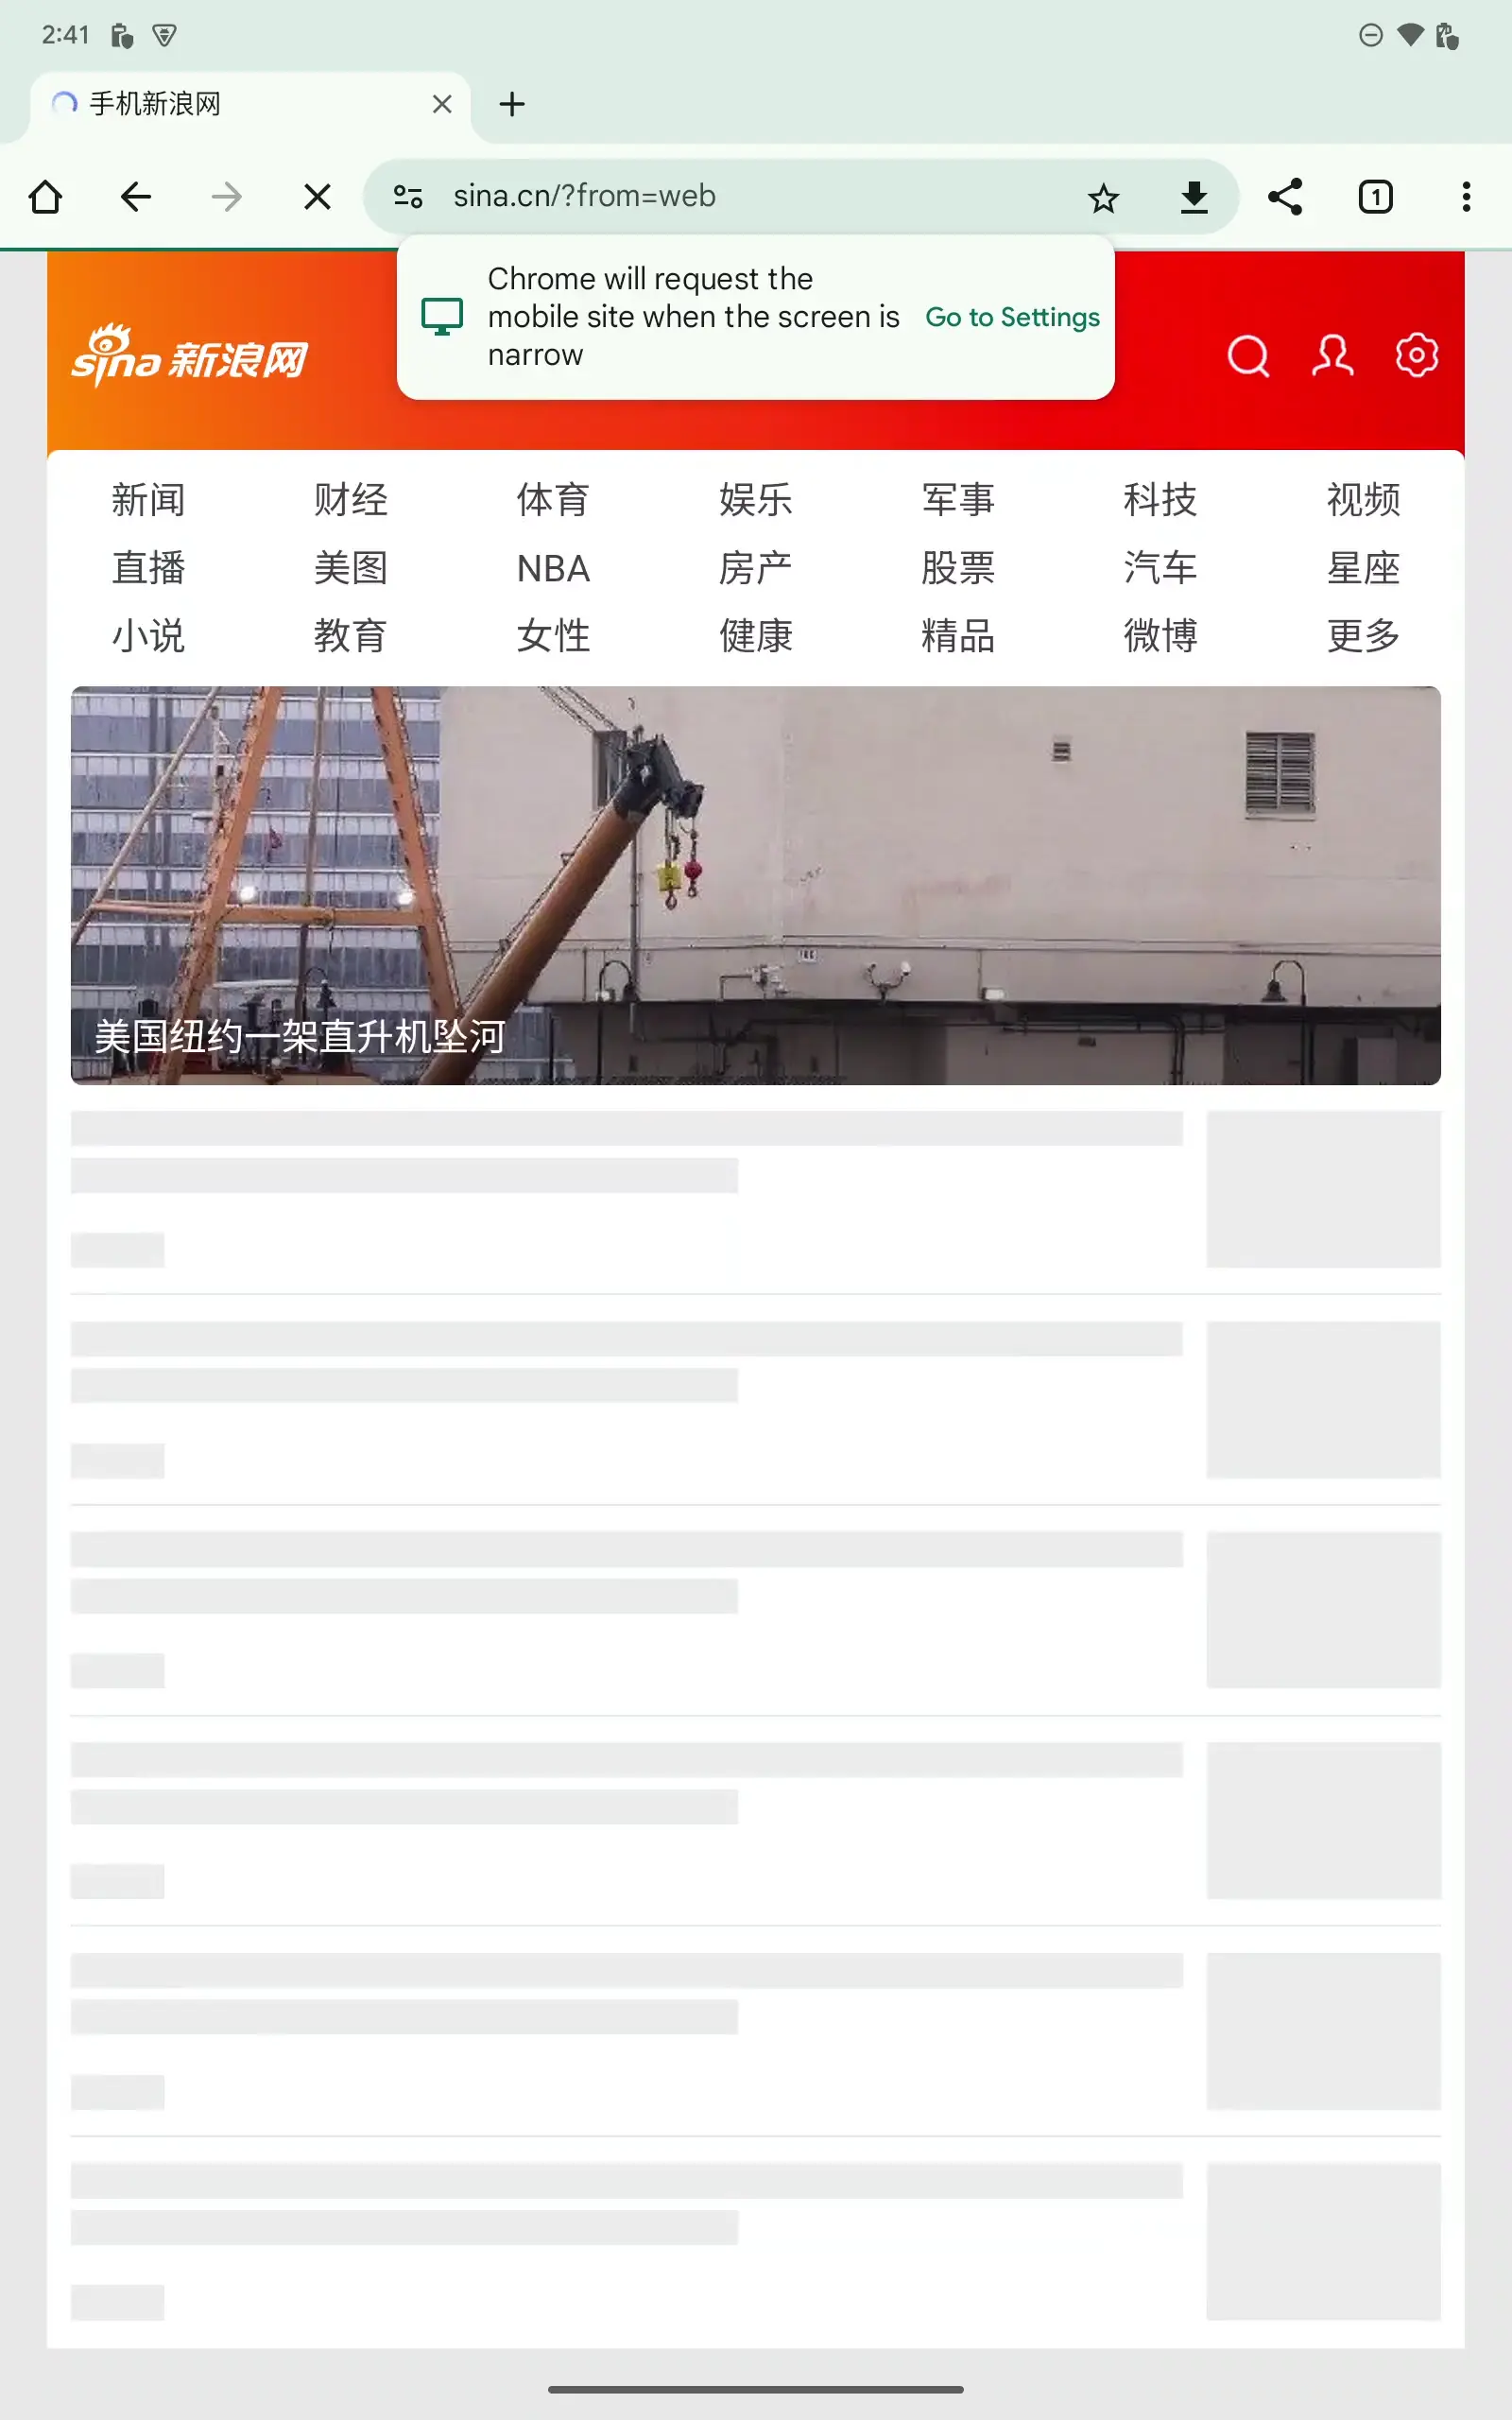 2:41
手机新浪网
sina.cn/?from=web
1
Chrome will request the
mobile site when the screen is
narrow
Go to Settings
sina 新浪网
新闻 财经 体育 娱乐 军事 科技 视频
直播 美图 NBA 房产 股票 汽车 星座
小说 教育 女性 健康 精品 微博 更多
美国纽约一架直升机坠河